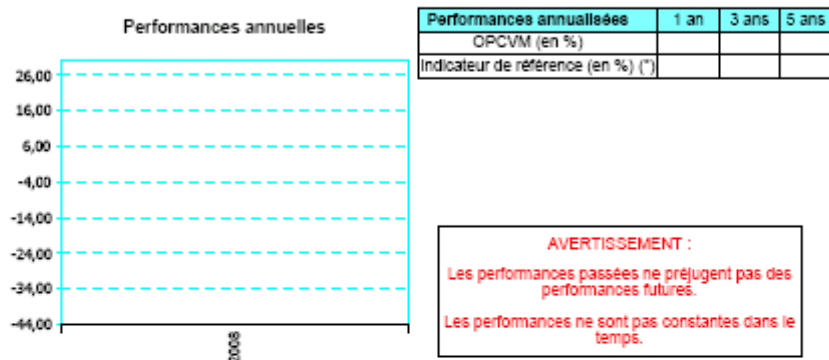 Performances annuelles
26,00
16,00
6,00
-4,00
-14,00
-24,00
-34,00
-44,00
2008
Performances annualisées 1 an 3 ans 5 ans
OPCVM (en %)
Indicateur de référence (en %) (*)
AVERTISSEMENT :
Les performances passées ne préjugent pas des
performances futures.
Les performances ne sont pas constantes dans le
temps.